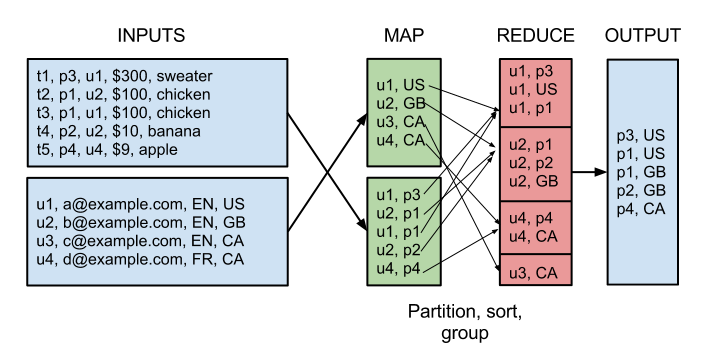 INPUTS
MAP
REDUCE
OUTPUT
t1, p3, u1, $300, sweater
t2, p1, u2, $100, chicken
t3, p1, u1, $100, chicken
t4, p2, u2, $10, banana
t5, p4, u4, $9, apple
u1, a@example.com, EN, US
u2, b@example.com, EN, GB
u3, c@example.com, EN, CA
u4, d@example.com, FR, CA
u1, US
u2, GB
u3, CA
u4, CA
u1, p3
u2, p1
u1, p1
u2, p2
u4, p4
u1, p3
u1, US
u1, p1
u2, p1
u2, p2
u2, GB
u4, p4
u4, CA
u3, CA
p3, US
p1, US
p1, GB
p2, GB
p4, CA
Partition, sort,
group